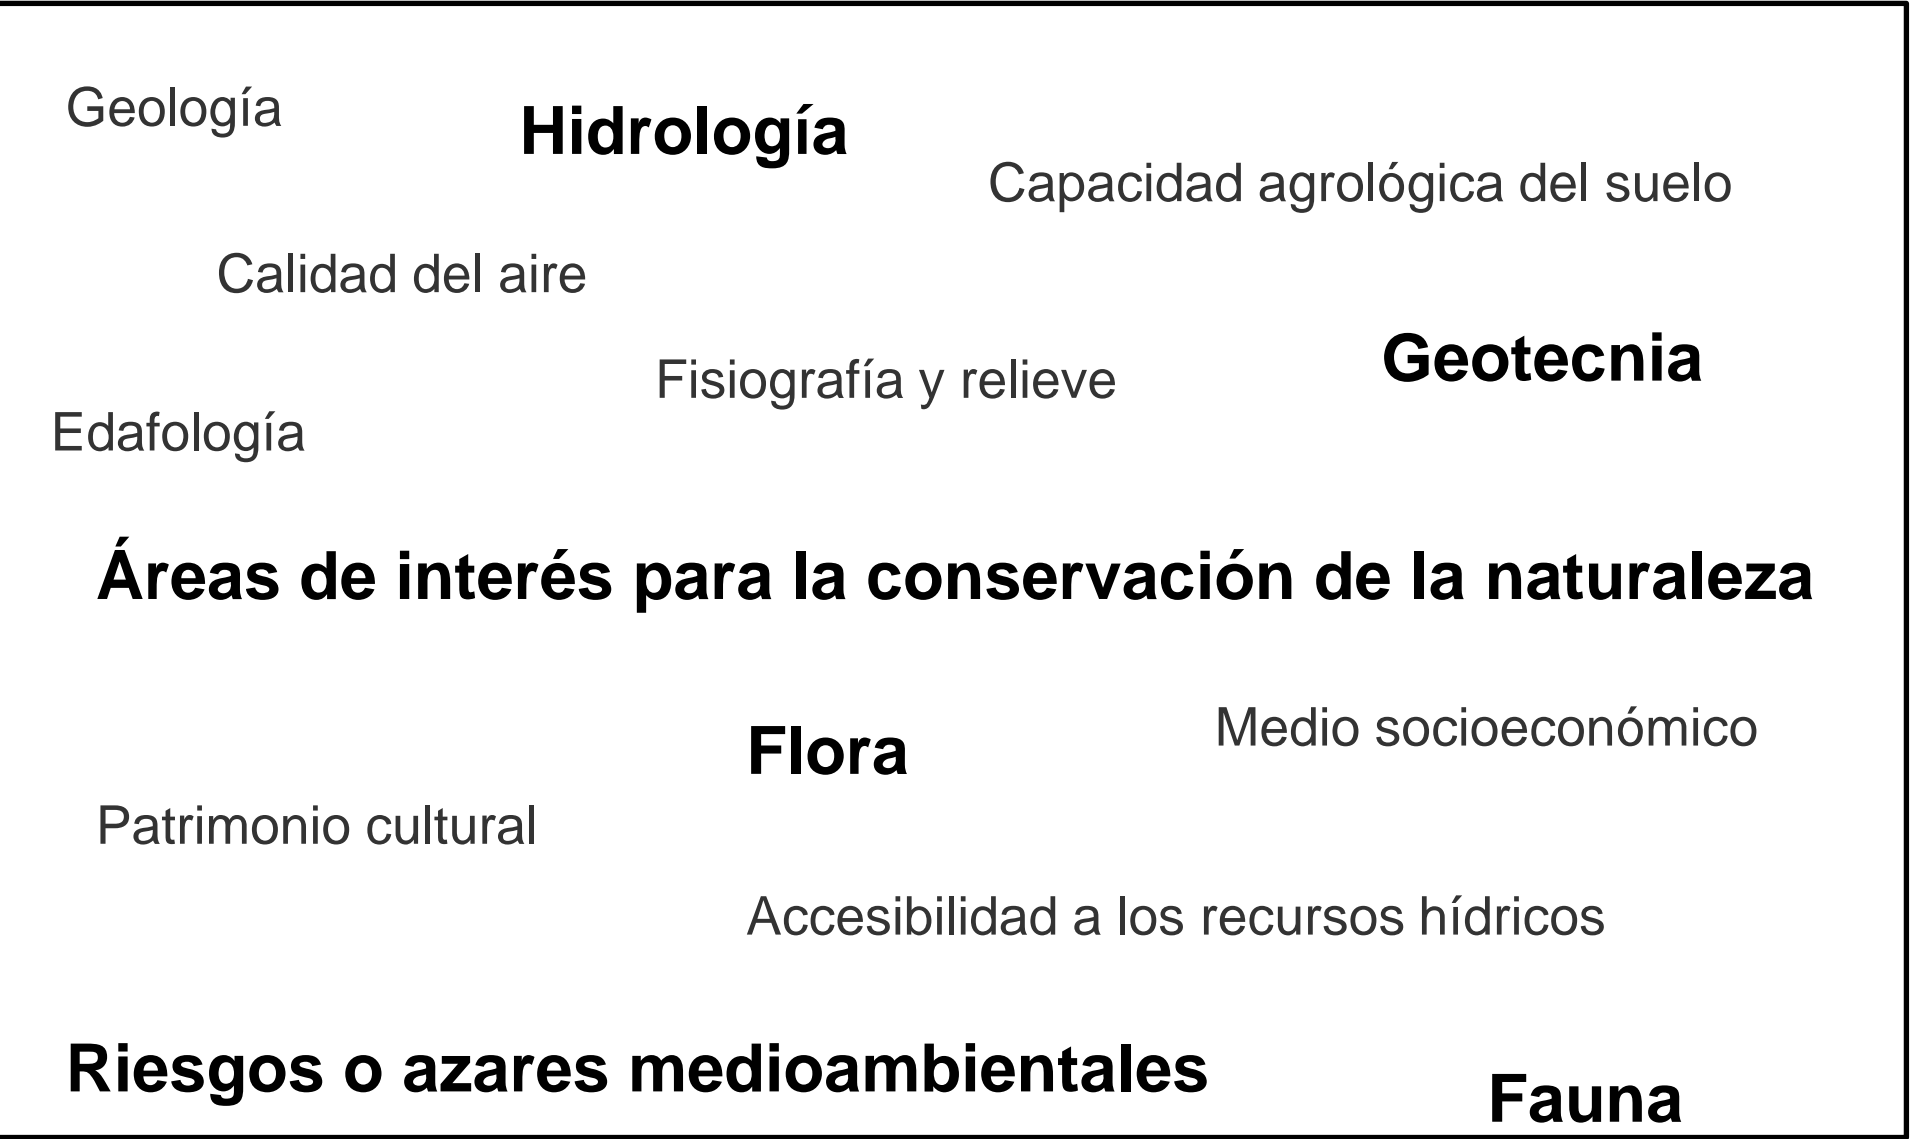 Geología
Hidrología
Capacidad agrológica del suelo
Calidad del aire
Geotecnia
Fisiografía y relieve
Edafología
Áreas de interés para la conservación de la naturaleza
Medio socioeconómico
Flora
Patrimonio cultural
Accesibilidad a los recursos hídricos
Riesgos o azares medioambientales
Fauna